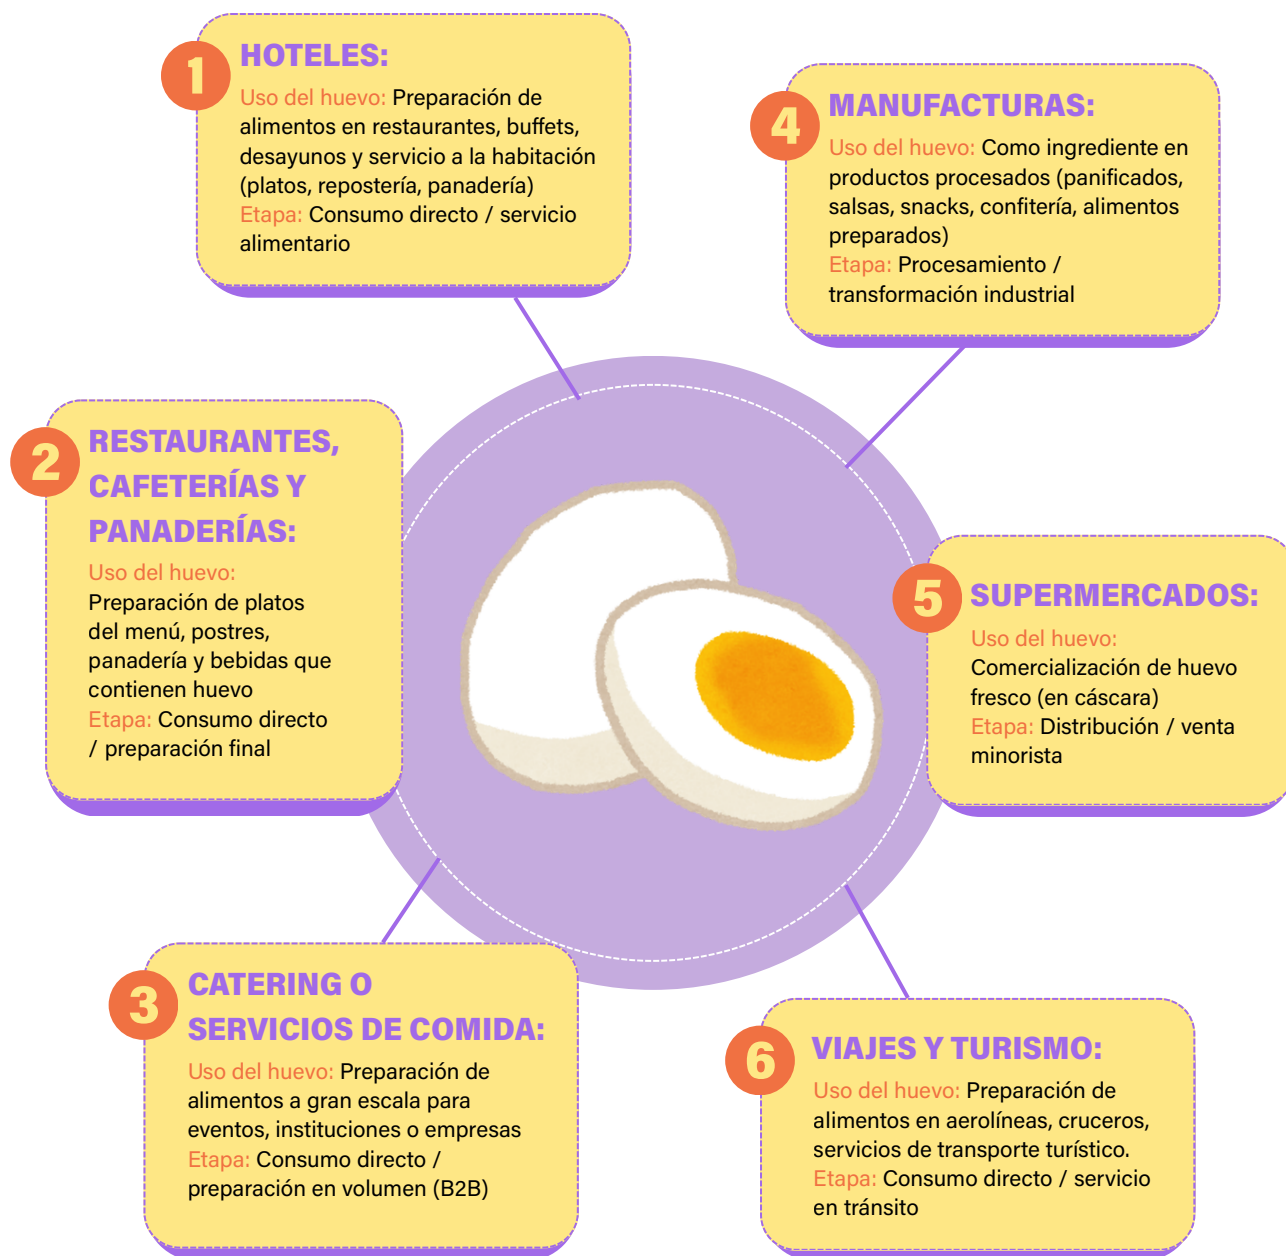 1
HOTELES:
Uso del huevo: Preparación de
alimentos en restaurantes, buffets,
desayunos y servicio a la habitación
(platos, repostería, panadería)
Etapa: Consumo directo / servicio
alimentario
2
RESTAURANTES,
CAFETERÍAS Y
PANADERÍAS:
Uso del huevo:
Preparación de platos
del menú, postres,
panadería y bebidas que
contienen huevo
Etapa: Consumo directo
/ preparación final
3
CATERING O
SERVICIOS DE COMIDA:
Uso del huevo: Preparación de
alimentos a gran escala para
eventos, instituciones o empresas
Etapa: Consumo directo /
preparación en volumen (B2B)
4
MANUFACTURAS:
Uso del huevo: Como ingrediente en
productos procesados (panificados,
salsas, snacks, confitería, alimentos
preparados)
Etapa: Procesamiento /
transformación industrial
5
SUPERMERCADOS:
Uso del huevo:
Comercialización de huevo
fresco (en cáscara)
Etapa: Distribución / venta
minorista
6
VIAJES Y TURISMO:
Uso del huevo: Preparación de
alimentos en aerolíneas, cruceros,
servicios de transporte turístico.
Etapa: Consumo directo / servicio
en tránsito